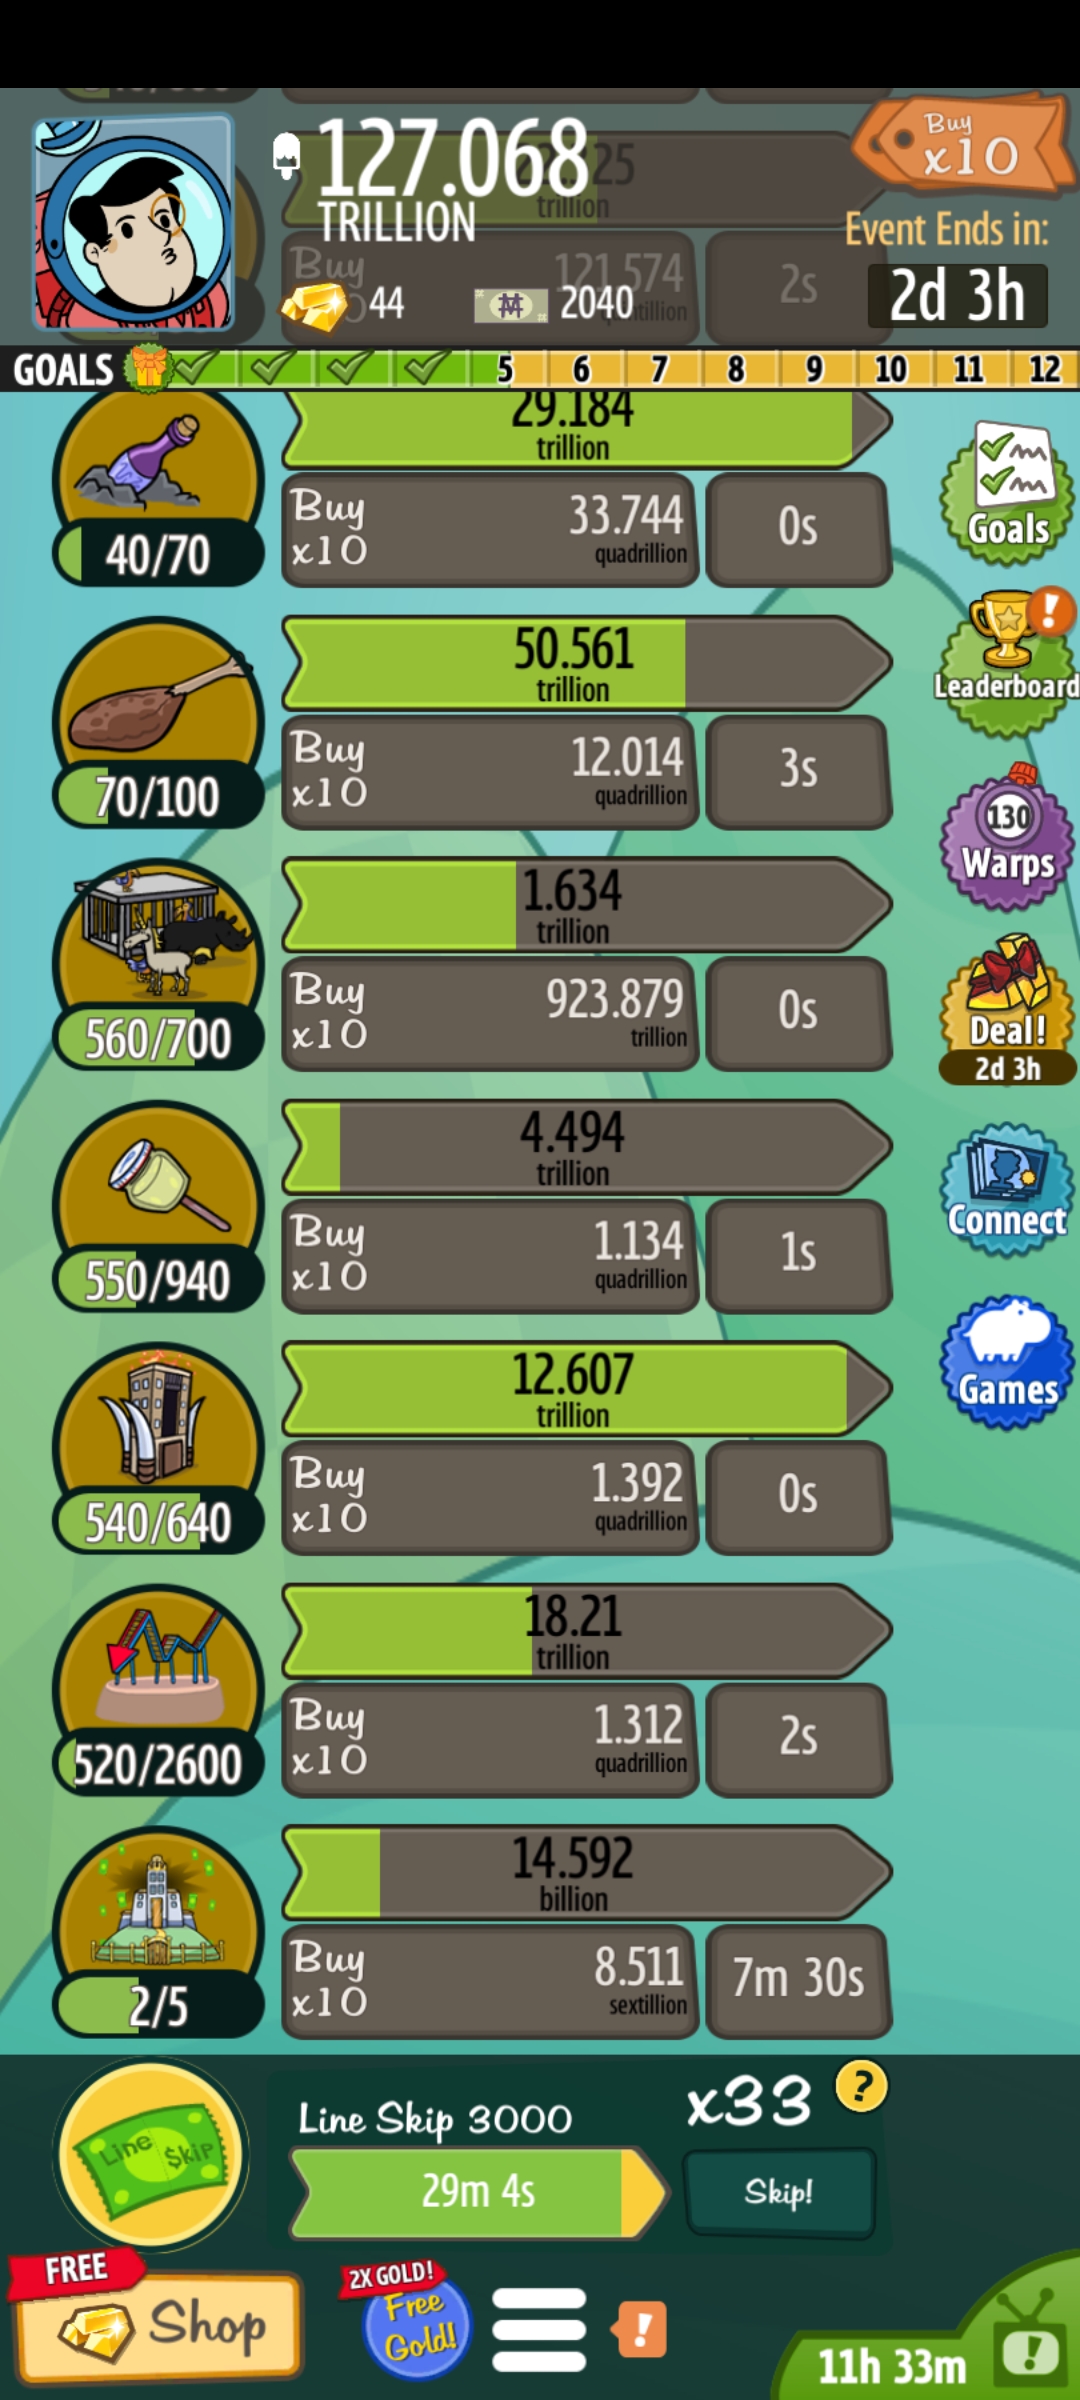 127.068
TRILLION
44
2040
Buy
x10
Event Ends in:
2d 3h
trillion
Buy
121.574
2s
GOALS
5
6
7
8
9
10
11
12
29.184
trillion
40/70
Buy
x10
33.744
quadrillion
0s
Goals
50.561
trillion
70/100
Buy
x10
12.014
quadrillion
3s
Leaderboard
!
1.634
trillion
560/700
Buy
x10
923.879
trillion
0s
130
Warps
Deal!
2d 3h
4.494
trillion
550/940
Buy
x10
1.134
quadrillion
1s
Connect
12.607
trillion
540/640
Buy
x10
1.392
quadrillion
0s
Games
18.21
trillion
520/2600
Buy
x10
1.312
quadrillion
2s
14.592
billion
2/5
Buy
x10
8.511
sextillion
7m 30s
Line Skip
Line Skip 3000
29m 4s
x33
?
Skip!
FREE
Shop
2X GOLD!
Free
Gold!
!
11h 33m
!